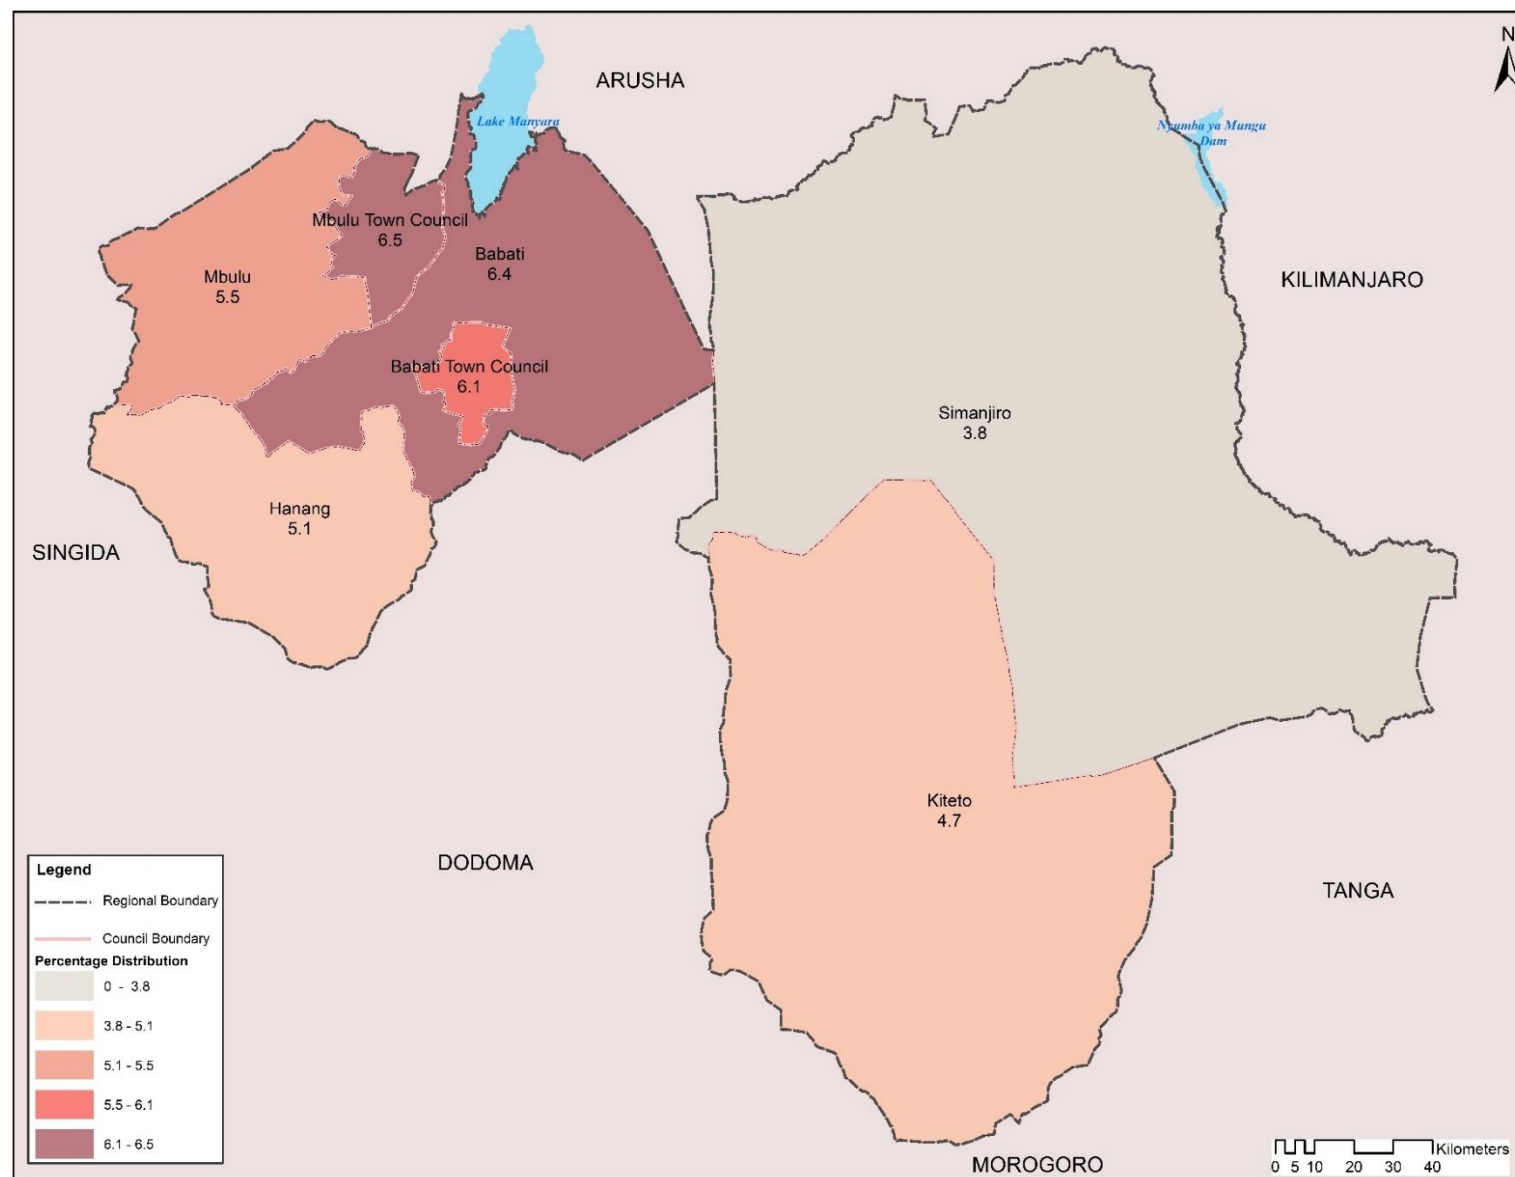 N
ARUSHA
Lake Manyara
Nyumba ya Mungu
Dam
Mbulu Town Council
6.5
Babati
6.4
Mbulu
5.5
KILIMANJARO
Babati Town Council
6.1
Simanjiro
3.8
Hanang
5.1
SINGIDA
Kiteto
4.7
DODOMA
TANGA
MOROGORO
Legend
Regional Boundary
Council Boundary
Percentage Distribution
0 - 3.8
3.8 - 5.1
5.1 - 5.5
5.5 - 6.1
6.1 - 6.5
Kilometers
0 5 10 20 30 40